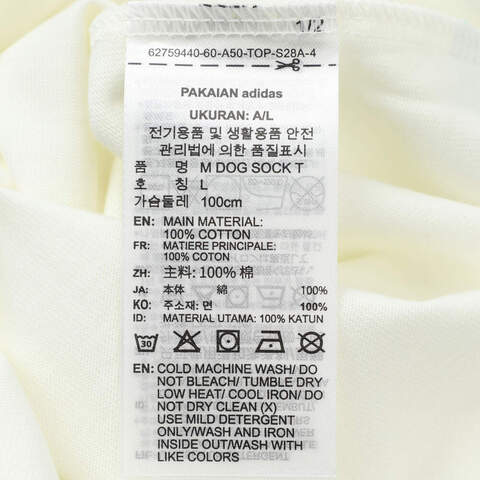 1/2
62759440-60-A50-TOP-S28A-4
PAKAIAN adidas
UKURAN: A/L
전기용품 및 생활용품 안전
관리법에 의한 품질표시
품 명 M DOG SOCK T
호 칭 L
가슴둘레 100cm
EN: MAIN MATERIAL:
100% COTTON
FR: MATIERE PRINCIPALE:
100% COTON
ZH: 主料: 100% 棉
JA: 本体 綿 100%
KO: 주소재: 면 100%
ID: MATERIAL UTAMA: 100% KATUN
30
EN: COLD MACHINE WASH/ DO
NOT BLEACH/ TUMBLE DRY
LOW HEAT/ COOL IRON/ DO
NOT DRY CLEAN (X)
USE MILD DETERGENT
ONLY/WASH AND IRON
INSIDE OUT/WASH WITH
LIKE COLORS